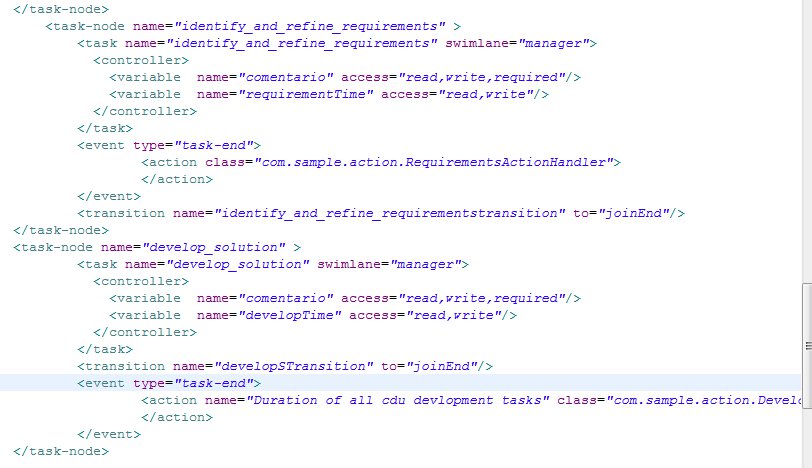 </task-node>
<task-node name="identify_and_refine_requirements" >
<task name="identify_and_refine_requirements" swimlane="manager">
<controller>
<variable  name="comentario" access="read,write,required"/>
<variable  name="requirementTime" access="read,write"/>
</controller>
</task>
<event type="task-end">
<action class="com.sample.action.RequirementsActionHandler">
</action>
</event>
<transition name="identify_and_refine_requirementstransition" to="joinEnd"/>
</task-node>
<task-node name="develop_solution" >
<task name="develop_solution" swimlane="manager">
<controller>
<variable  name="comentario" access="read,write,required"/>
<variable  name="developTime" access="read,write"/>
</controller>
</task>
<transition name="developSTransition" to="joinEnd"/>
<event type="task-end">
<action name="Duration of all cdu devlopment tasks" class="com.sample.action.Develo
</action>
</event>
</task-node>